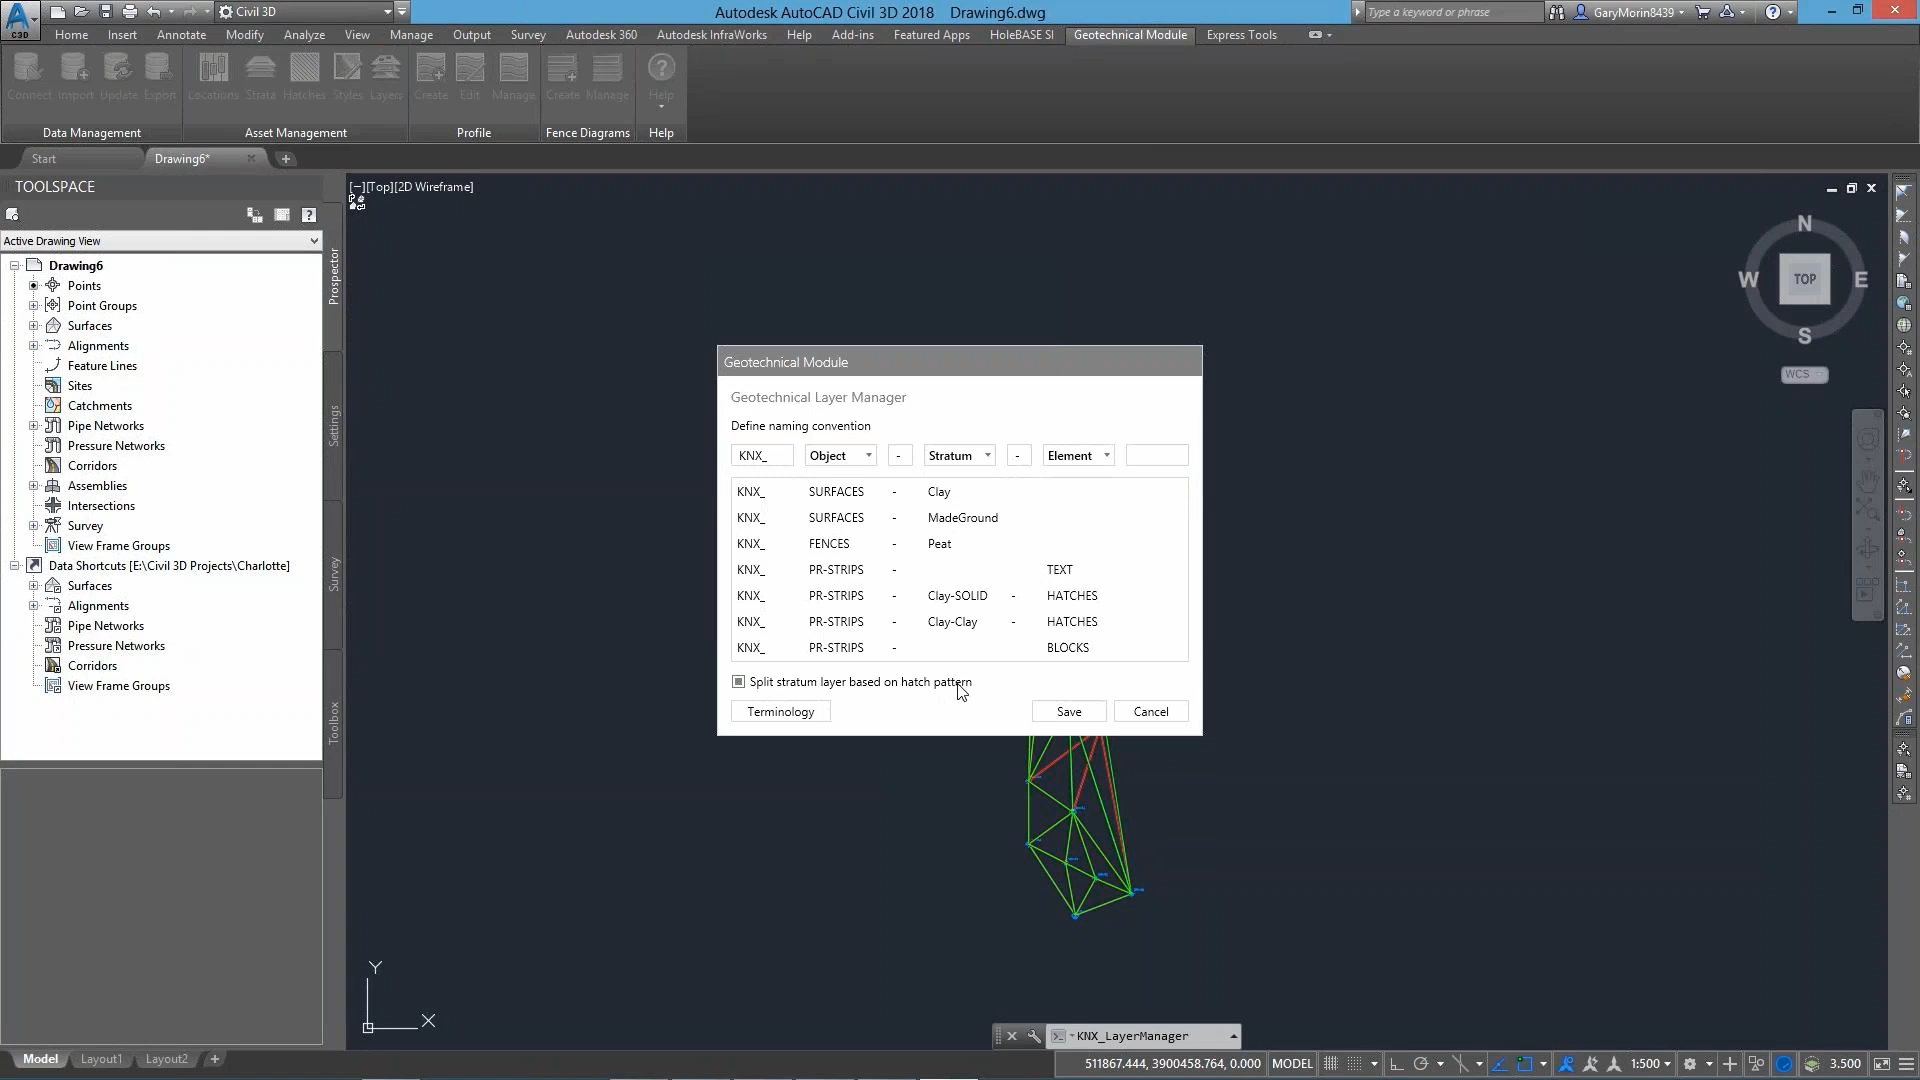 Civil 3D
Autodesk AutoCAD Civil 3D 2018 Drawing6.dwg
Type a keyword or phrase
GaryMorin8439
C3D
Home Insert Annotate Modify Analyze View Manage Output Survey Autodesk 360 Autodesk InfraWorks Help Add-ins Featured Apps HoleBASE SI Geotechnical Module Express Tools
Connect Import Update Export Locations Strata Hatches Styles Layers Create Edit Manage Create Manage Help
Data Management Asset Management Profile Fence Diagrams Help
Start Drawing6*
TOOLSPACE
[−][Top][2D Wireframe]
Active Drawing View
Drawing6
Points
Point Groups
Surfaces
Alignments
Feature Lines
Sites
Catchments
Pipe Networks
Pressure Networks
Corridors
Assemblies
Intersections
Survey
View Frame Groups
Data Shortcuts [E:\Civil 3D Projects\Charlotte]
Surfaces
Alignments
Pipe Networks
Pressure Networks
Corridors
View Frame Groups
Prospector
Settings
Survey
Toolbox
N
W TOP E
S
WCS
Geotechnical Module
Geotechnical Layer Manager
Define naming convention
KNX_ Object - Stratum - Element
KNX_ SURFACES - Clay
KNX_ SURFACES - MadeGround
KNX_ FENCES - Peat
KNX_ PR-STRIPS - TEXT
KNX_ PR-STRIPS - Clay-SOLID - HATCHES
KNX_ PR-STRIPS - Clay-Clay - HATCHES
KNX_ PR-STRIPS - BLOCKS
Split stratum layer based on hatch pattern
Terminology Save Cancel
Y
X
KNX_LayerManager
Model Layout1 Layout2
511867.444, 3900458.764, 0.000 MODEL 1:500 3.500